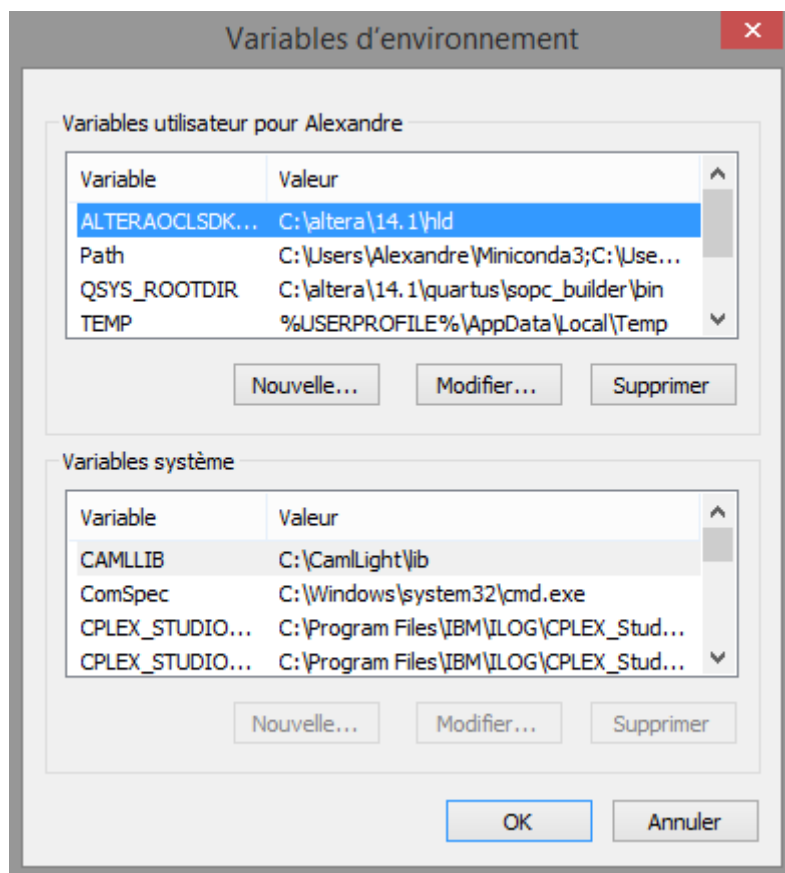 Variables d'environnement
Variables utilisateur pour Alexandre
Variable Valeur
ALTERAOCLSDK... C:\altera\14.1\hld
Path C:\Users\Alexandre\Miniconda3;C:\Use...
QSYS_ROOTDIR C:\altera\14.1\quartus\sopc_builder\bin
TEMP %USERPROFILE%\AppData\Local\Temp
Nouvelle... Modifier... Supprimer
Variables système
Variable Valeur
CAMLLIB C:\CamlLight\lib
ComSpec C:\Windows\system32\cmd.exe
CPLEX_STUDIO... C:\Program Files\IBM\ILOG\CPLEX_Stud...
CPLEX_STUDIO... C:\Program Files\IBM\ILOG\CPLEX_Stud...
Nouvelle... Modifier... Supprimer
OK Annuler